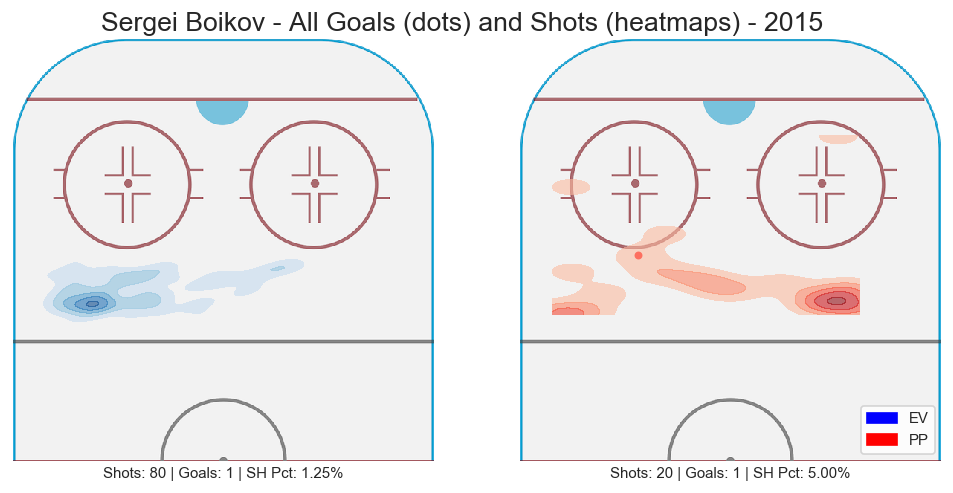 Sergei Boikov - All Goals (dots) and Shots (heatmaps) - 2015
EV
PP
Shots: 80 | Goals: 1 | SH Pct: 1.25%
Shots: 20 | Goals: 1 | SH Pct: 5.00%